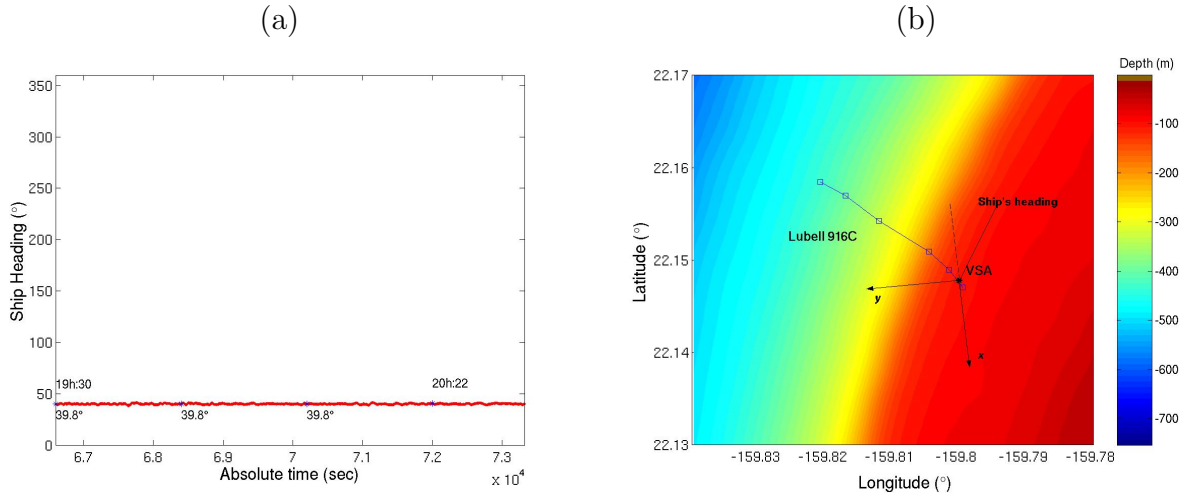 (a)
(b)
Ship Heading (°)
350
300
250
200
150
100
50
0
19h:30
20h:22
39.8°
39.8°
39.8°
6.7
6.8
6.9
7
7.1
7.2
7.3
Absolute time (sec)
x 10⁴
Latitude (°)
22.17
22.16
22.15
22.14
22.13
Lubell 916C
Ship's heading
VSA
y
x
-159.83
-159.82
-159.81
-159.8
-159.79
-159.78
Longitude (°)
Depth (m)
-100
-200
-300
-400
-500
-600
-700